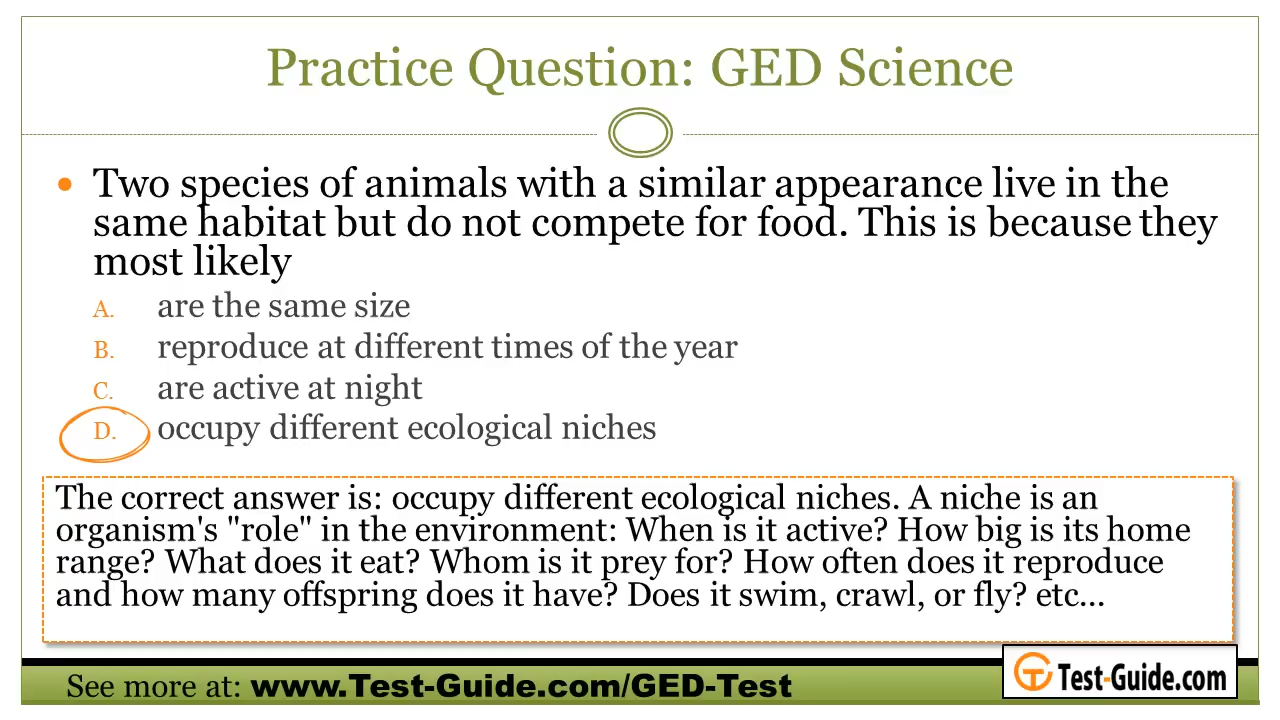 Practice Question: GED Science
• Two species of animals with a similar appearance live in the
same habitat but do not compete for food. This is because they
most likely
A. are the same size
B. reproduce at different times of the year
C. are active at night
D. occupy different ecological niches
The correct answer is: occupy different ecological niches. A niche is an
organism's "role" in the environment: When is it active? How big is its home
range? What does it eat? Whom is it prey for? How often does it reproduce
and how many offspring does it have? Does it swim, crawl, or fly? etc...
See more at: www.Test-Guide.com/GED-Test
Test-Guide.com